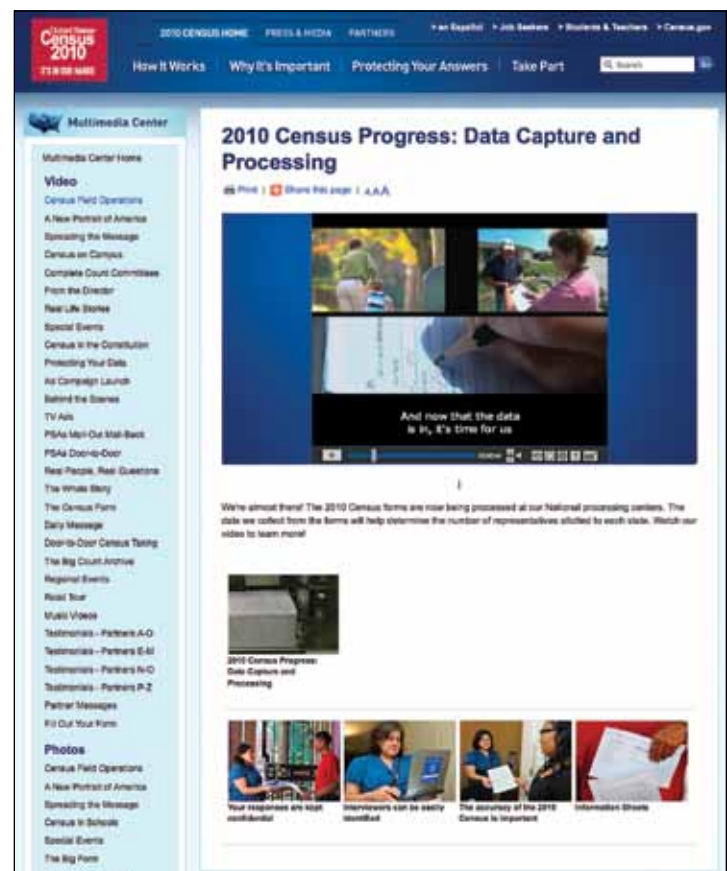 United States
Census
2010
IT'S IN OUR HANDS
2010 CENSUS HOME PRESS & MEDIA PARTNERS
en Español Job Seekers Students & Teachers Census.gov
How It Works Why It's Important Protecting Your Answers Take Part Search
Multimedia Center
Multimedia Center Home
Video
Census Field Operations
A New Portrait of America
Spreading the Message
Census on Campus
Complete Count Committees
From the Director
Real Life Stories
Special Events
Census in the Constitution
Protecting Your Data
Ad Campaign Launch
Behind the Scenes
TV Ads
PSAs Mail-Out Mail-Back
PSAs Door-to-Door
Real People, Real Questions
The Whole Story
The Census Form
Daily Message
Door-to-Door Census Taking
The Big Count Archive
Regional Events
Road Tour
Music Videos
Testimonials - Partners A-D
Testimonials - Partners E-M
Testimonials - Partners N-O
Testimonials - Partners P-Z
Partner Messages
Fill Out Your Form
Photos
Census Field Operations
A New Portrait of America
Spreading the Message
Census in Schools
Special Events
The Big Form
2010 Census Progress: Data Capture and
Processing
Print | Share this page | A A A
And now that the data
is in, it's time for us
We're almost there! The 2010 Census forms are now being processed at our National processing centers. The
data we collect from the forms will help determine the number of representatives allotted to each state. Watch our
video to learn more!
2010 Census Progress:
Data Capture and
Processing
Your responses are kept
confidential
Interviewers can be easily
identified
The accuracy of the 2010
Census is important
Information Sheets